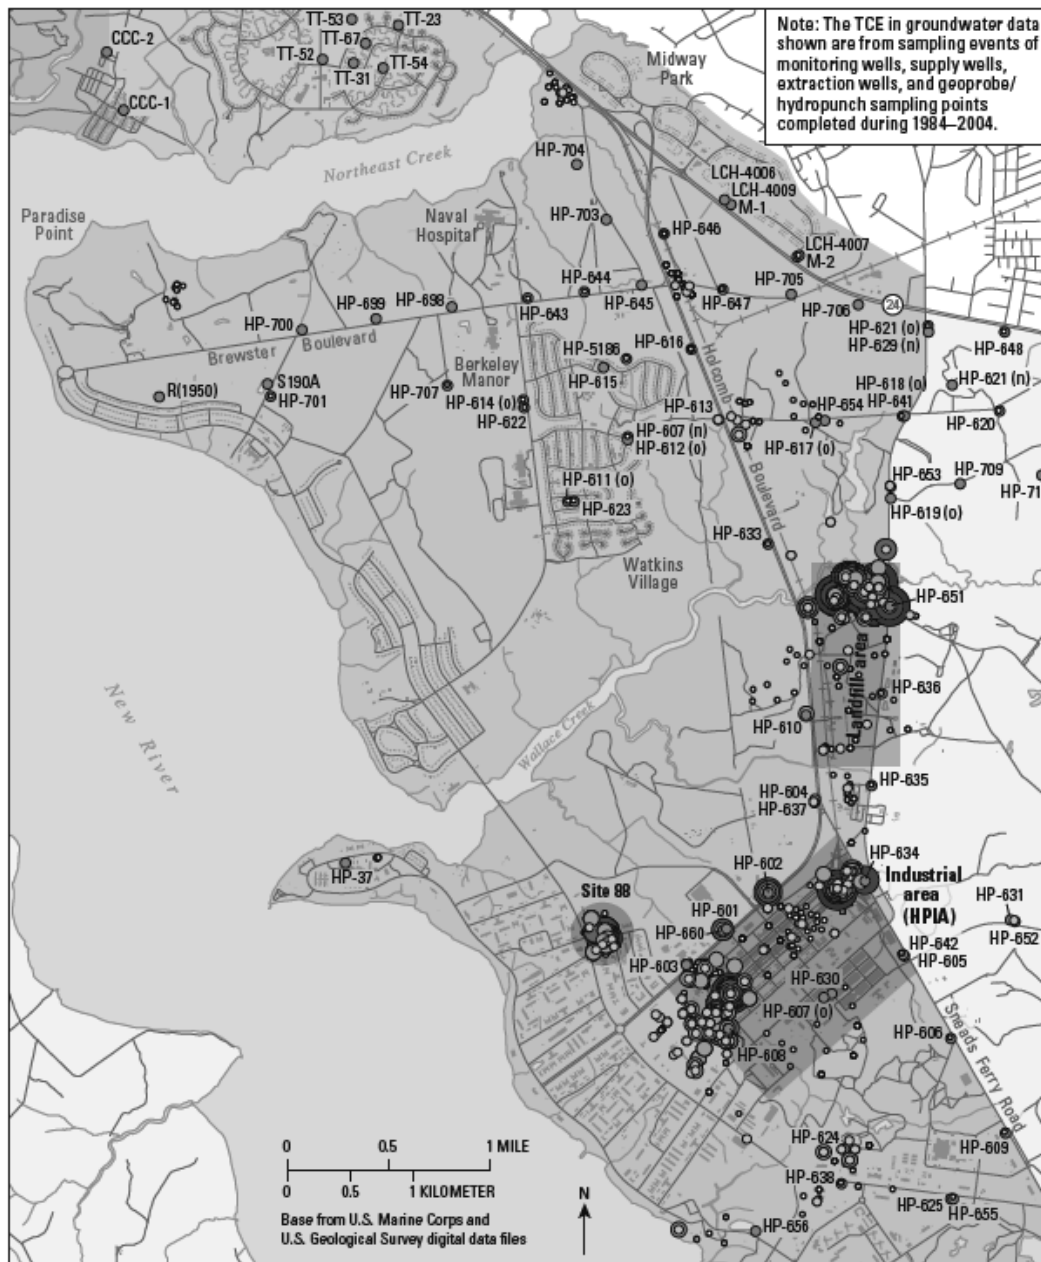 Note: The TCE in groundwater data
shown are from sampling events of
monitoring wells, supply wells,
extraction wells, and geoprobe/
hydropunch sampling points
completed during 1984–2004.
CCC-2
CCC-1
TT-53
TT-23
TT-67
TT-52
TT-31
TT-54
Midway
Park
Northeast Creek
HP-704
LCH-4006
LCH-4009
M-1
HP-703
Paradise
Point
Naval
Hospital
HP-646
LCH-4007
M-2
HP-644
HP-645
HP-647
HP-705
HP-706
24
HP-700
HP-699
HP-698
HP-643
Brewster
Boulevard
HP-621 (o)
HP-629 (n)
HP-648
Berkeley
Manor
HP-5186
HP-616
HP-615
Holcomb
Boulevard
R(1950)
S190A
HP-701
HP-707
HP-614 (o)
HP-622
HP-613
HP-654
HP-618 (o)
HP-641
HP-621 (n)
HP-620
HP-607 (n)
HP-612 (o)
HP-617 (o)
HP-611 (o)
HP-623
HP-653
HP-709
HP-71
HP-619 (o)
HP-633
Watkins
Village
HP-651
Landfill area
HP-636
HP-610
New River
Wallace Creek
HP-635
HP-604
HP-637
HP-602
HP-634
HP-37
Site 88
Industrial
area
(HPIA)
HP-601
HP-660
HP-631
HP-652
HP-603
HP-642
HP-605
HP-630
HP-607 (o)
HP-608
HP-606
Sneads Ferry Road
HP-624
HP-609
HP-638
HP-625
HP-655
HP-656
0 0.5 1 MILE
0 0.5 1 KILOMETER
N
Base from U.S. Marine Corps and
U.S. Geological Survey digital data files